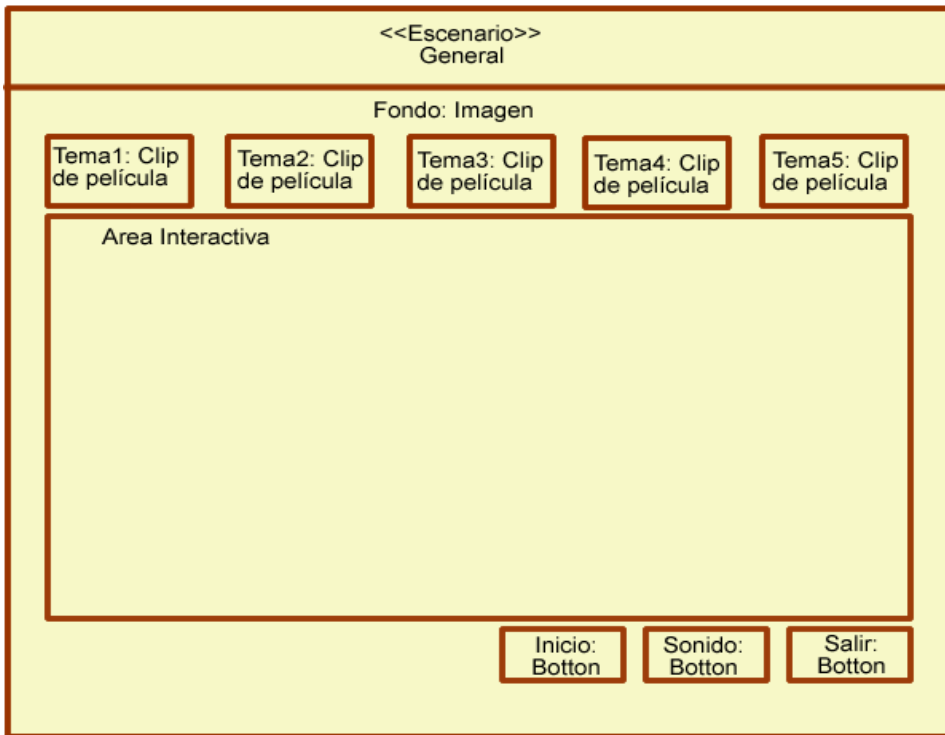 <<Escenario>>
General
Fondo: Imagen
Tema1: Clip
de película
Tema2: Clip
de película
Tema3: Clip
de película
Tema4: Clip
de película
Tema5: Clip
de película
Area Interactiva
Inicio:
Botton
Sonido:
Botton
Salir:
Botton